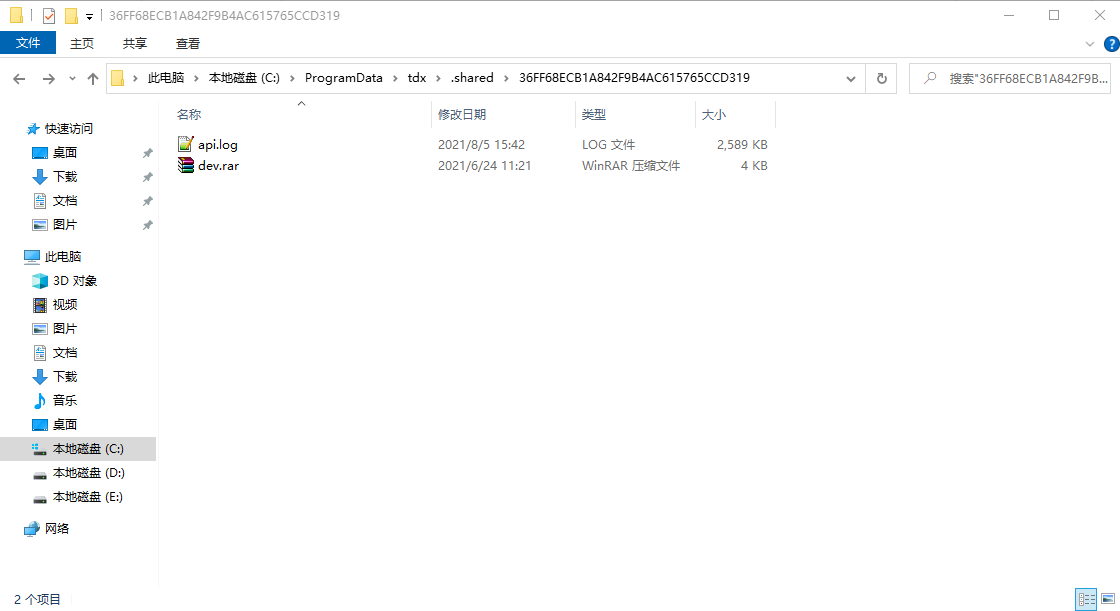 36FF68ECB1A842F9B4AC615765CCD319
文件 主页 共享 查看
此电脑 本地磁盘 (C:) ProgramData tdx .shared 36FF68ECB1A842F9B4AC615765CCD319 搜索"36FF68ECB1A842F9B...
名称 修改日期 类型 大小
api.log 2021/8/5 15:42 LOG 文件 2,589 KB
dev.rar 2021/6/24 11:21 WinRAR 压缩文件 4 KB
快速访问
桌面
下载
文档
图片
此电脑
3D 对象
视频
图片
文档
下载
音乐
桌面
本地磁盘 (C:)
本地磁盘 (D:)
本地磁盘 (E:)
网络
2 个项目